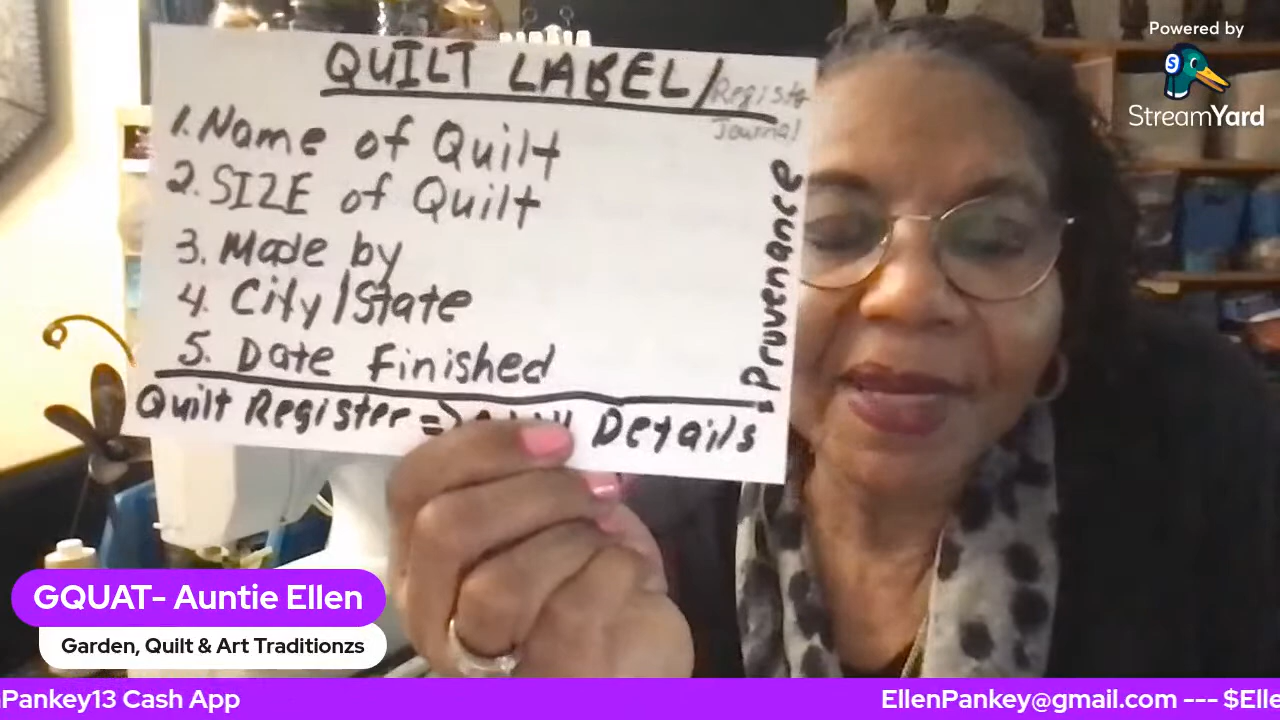 QUILT LABEL/Registr
Journal
1. Name of Quilt
2. SIZE of Quilt
3. Made by
4. City/State
5. Date Finished
Provenance
Quilt Register => Details
Powered by
StreamYard
GQUAT- Auntie Ellen
Garden, Quilt & Art Traditionzs
nPankey13 Cash App
EllenPankey@gmail.com --- $Elle